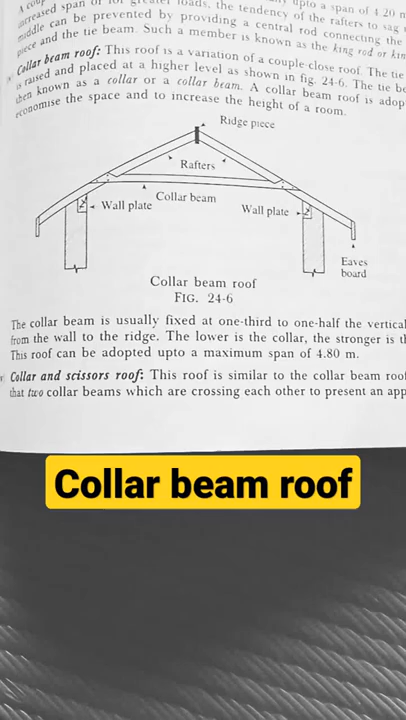 upto a span of 4.20 m
increased span or for greater loads, the tendency of the rafters to sag
middle can be prevented by providing a central rod connecting the
piece and the tie beam. Such a member is known as the king rod or kin
Collar beam roof: This roof is a variation of a couple-close roof. The tie
is raised and placed at a higher level as shown in fig. 24-6. The tie be
then known as a collar or a collar beam. A collar beam roof is adop
economise the space and to increase the height of a room.
Ridge piece
Rafters
Collar beam
Wall plate
Wall plate
Eaves
board
Collar beam roof
FIG. 24-6
The collar beam is usually fixed at one-third to one-half the vertical
from the wall to the ridge. The lower is the collar, the stronger is th
This roof can be adopted upto a maximum span of 4.80 m.
Collar and scissors roof: This roof is similar to the collar beam roof
that two collar beams which are crossing each other to present an app
Collar beam roof